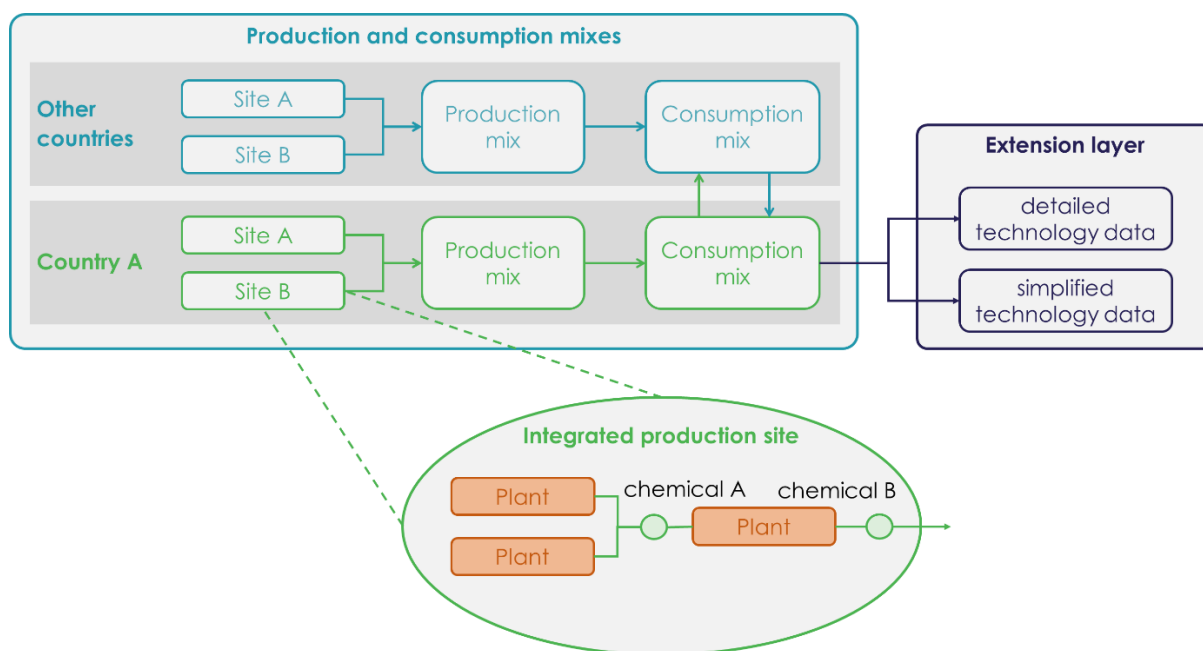 Production and consumption mixes
Other
countries
Site A
Site B
Production
mix
Consumption
mix
Country A
Site A
Site B
Production
mix
Consumption
mix
Extension layer
detailed
technology data
simplified
technology data
Integrated production site
Plant
Plant
chemical A
Plant
chemical B